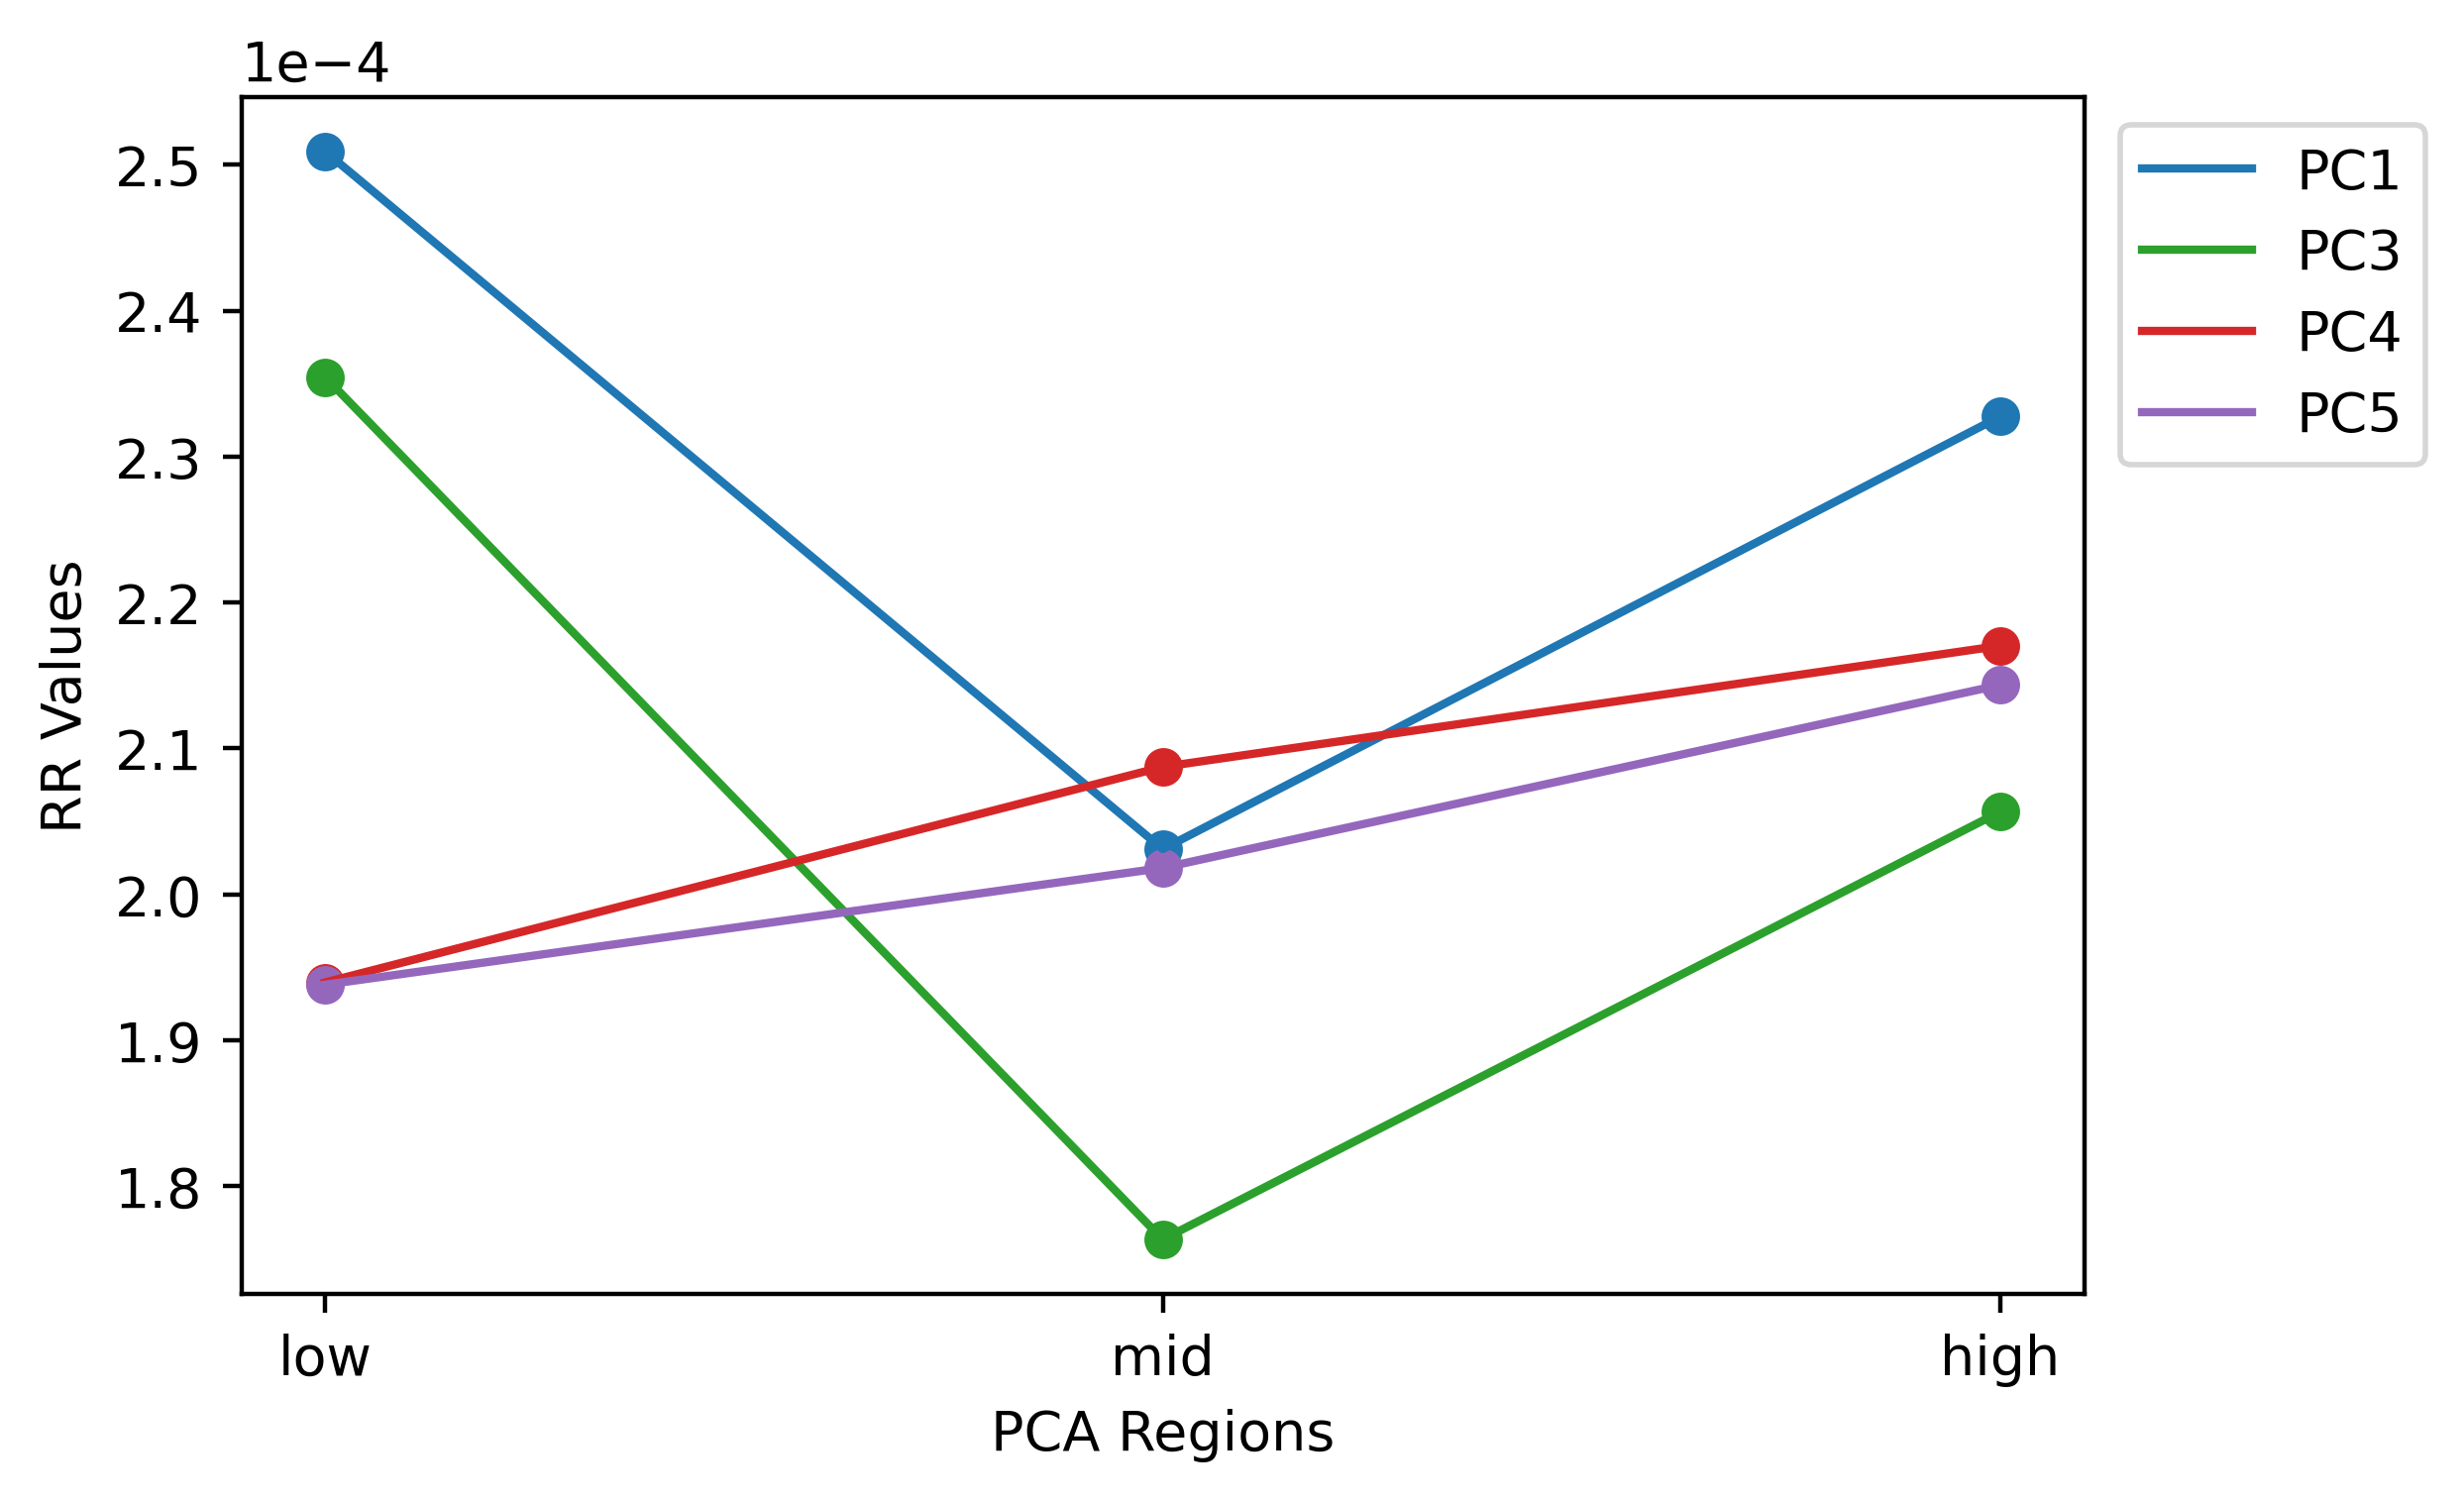 1e−4
2.5
2.4
2.3
2.2
2.1
2.0
1.9
1.8
RR Values
low
mid
high
PCA Regions
PC1
PC3
PC4
PC5